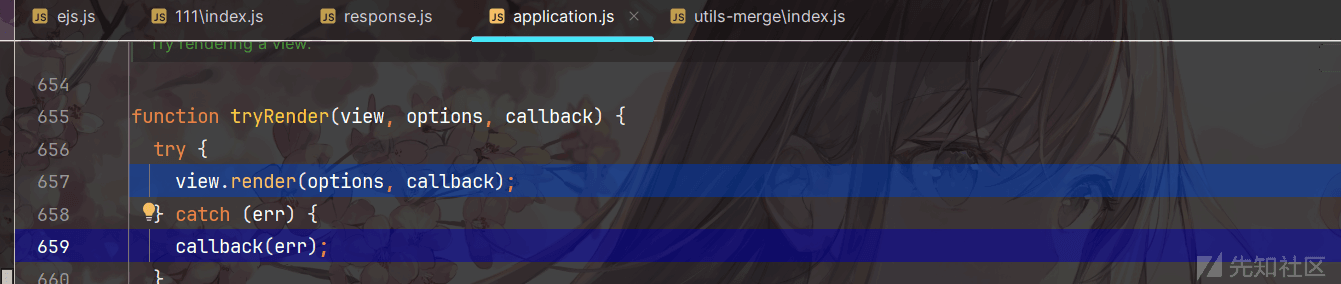 JS ejs.js JS 111\index.js JS response.js JS application.js × JS utils-merge\index.js
Try rendering a view.
654
655 function tryRender(view, options, callback) {
656 try {
657 view.render(options, callback);
658 } catch (err) {
659 callback(err);
660 }
先知社区